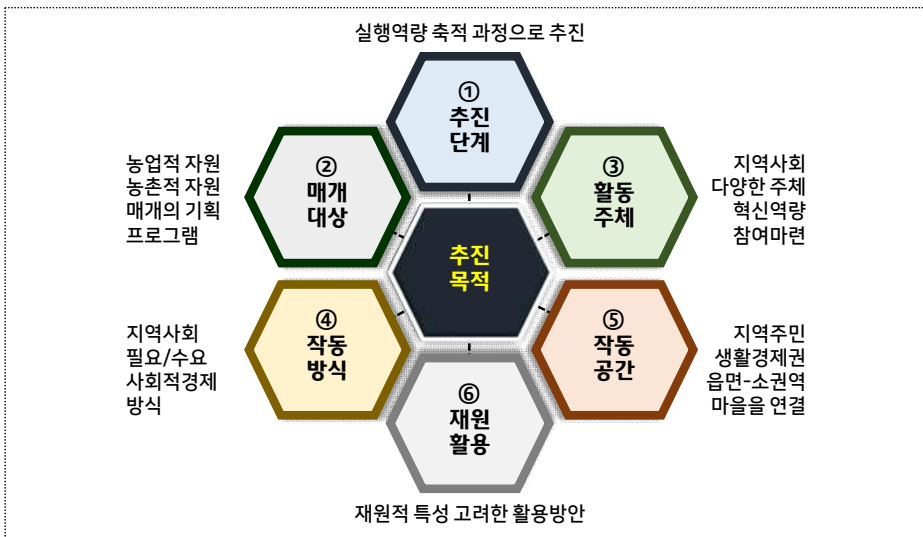 실행역량 축적 과정으로 추진
①
추진
단계
②
매개
대상
농업적 자원
농촌적 자원
매개의 기획
프로그램
③
활동
주체
지역사회
다양한 주체
혁신역량
참여마련
추진
목적
④
작동
방식
지역사회
필요/수요
사회적경제
방식
⑤
작동
공간
지역주민
생활경제권
읍면-소권역
마을을 연결
⑥
재원
활용
재원적 특성 고려한 활용방안